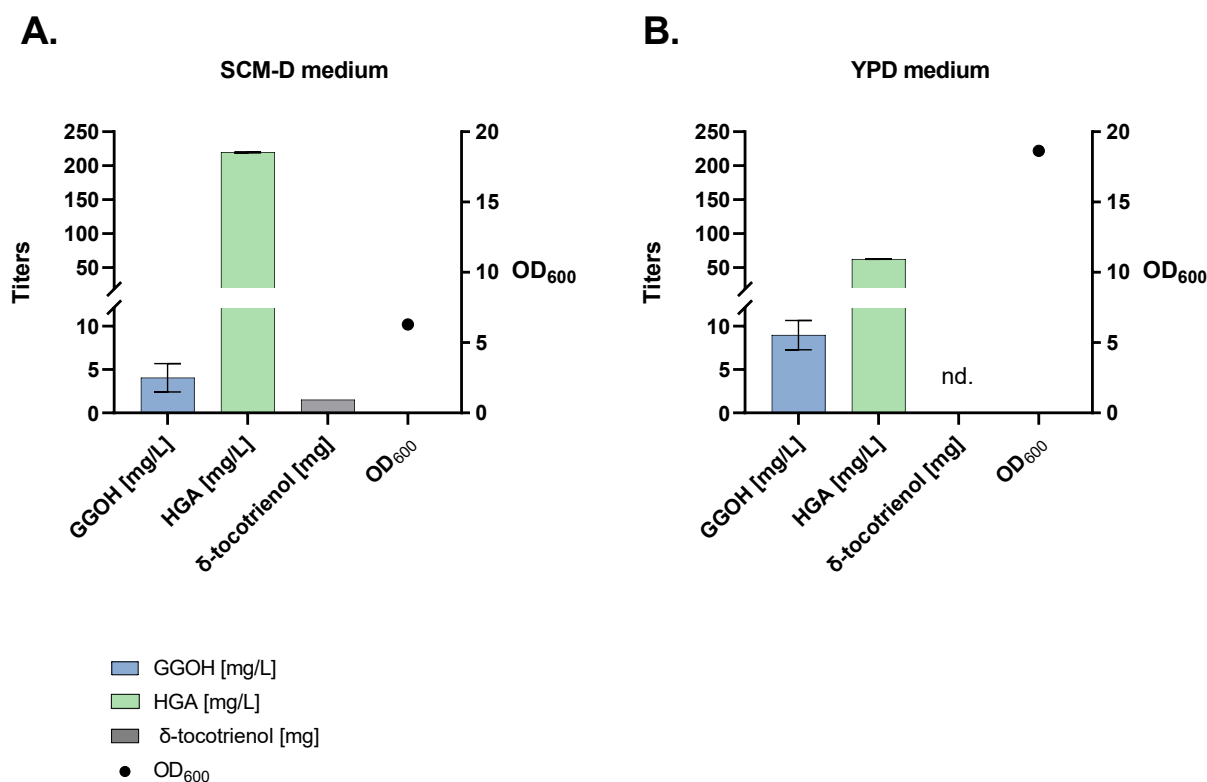 A.
SCM-D medium
250
200
150
100
50
10
5
0
Titers
20
15
10
5
0
OD600
GGOH [mg/L]
HGA [mg/L]
δ-tocotrienol [mg]
OD600
B.
YPD medium
250
200
150
100
50
10
5
0
Titers
nd.
20
15
10
5
0
OD600
GGOH [mg/L]
HGA [mg/L]
δ-tocotrienol [mg]
OD600
GGOH [mg/L]
HGA [mg/L]
δ-tocotrienol [mg]
OD600